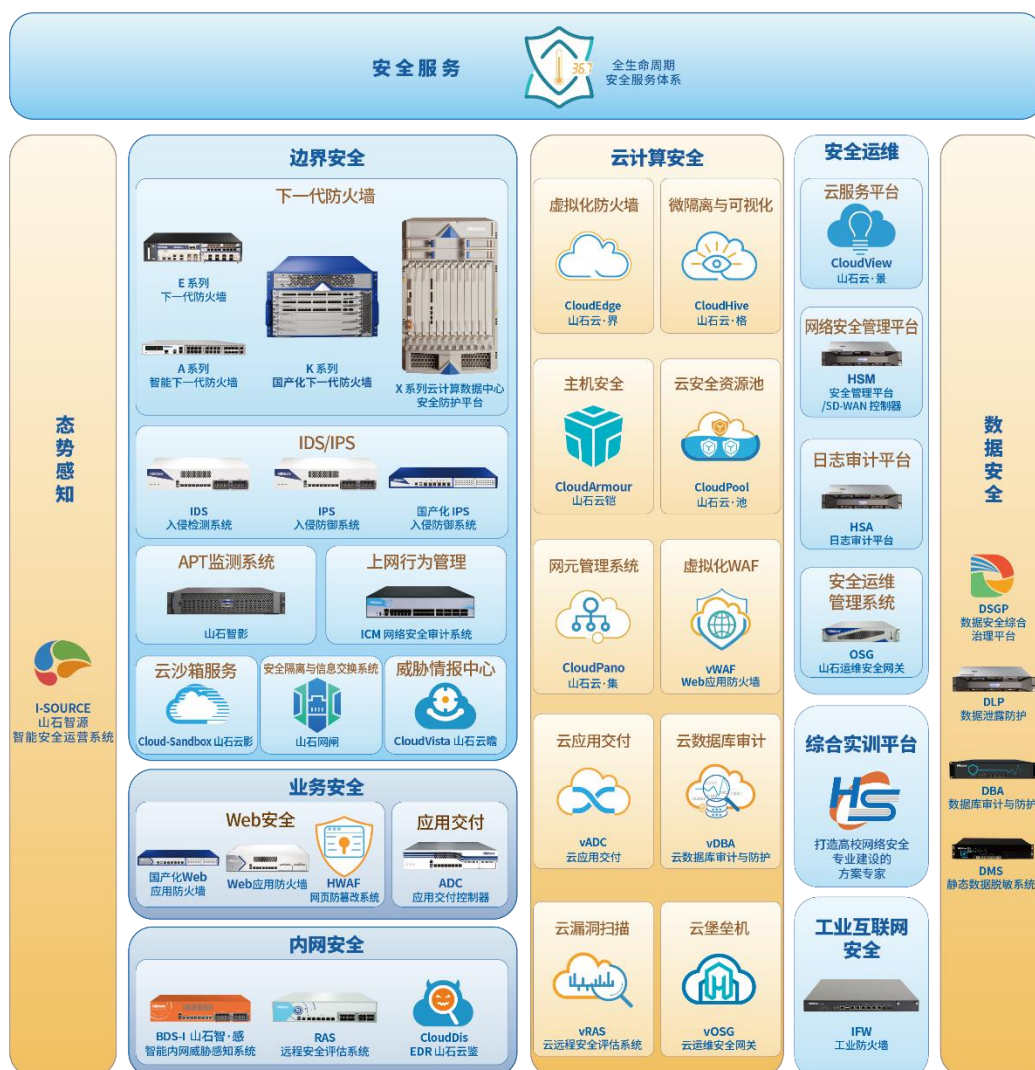 安全服务
36.7
全生命周期
安全服务体系
态势感知
I-SOURCE
山石智源
智能安全运营系统
边界安全
下一代防火墙
E 系列
下一代防火墙
A 系列
智能下一代防火墙
K 系列
国产化下一代防火墙
X 系列云计算数据中心
安全防护平台
IDS/IPS
IDS
入侵检测系统
IPS
入侵防御系统
国产化 IPS
入侵防御系统
APT监测系统
山石智影
上网行为管理
ICM 网络安全审计系统
云沙箱服务
Cloud-Sandbox 山石云影
安全隔离与信息交换系统
山石网闸
威胁情报中心
CloudVista 山石云瞻
业务安全
Web安全
国产化Web
应用防火墙
Web应用防火墙
HWAF
网页防篡改系统
应用交付
ADC
应用交付控制器
内网安全
BDS-I 山石智·感
智能内网威胁感知系统
RAS
远程安全评估系统
CloudDis
EDR 山石云鉴
云计算安全
虚拟化防火墙
CloudEdge
山石云·界
微隔离与可视化
CloudHive
山石云·格
主机安全
CloudArmour
山石云铠
云安全资源池
CloudPool
山石云·池
网元管理系统
CloudPano
山石云·集
虚拟化WAF
vWAF
Web应用防火墙
云应用交付
vADC
云应用交付
云数据库审计
vDBA
云数据库审计与防护
云漏洞扫描
vRAS
云远程安全评估系统
云堡垒机
vOSG
云运维安全网关
安全运维
云服务平台
CloudView
山石云·景
网络安全管理平台
HSM
安全管理平台
/SD-WAN 控制器
日志审计平台
HSA
日志审计平台
安全运维
管理系统
OSG
山石运维安全网关
综合实训平台
HS
打造高校网络安全
专业建设的
方案专家
工业互联网
安全
IFW
工业防火墙
数据安全
DSGP
数据安全综合
治理平台
DLP
数据泄露防护
DBA
数据库审计与防护
DMS
静态数据脱敏系统